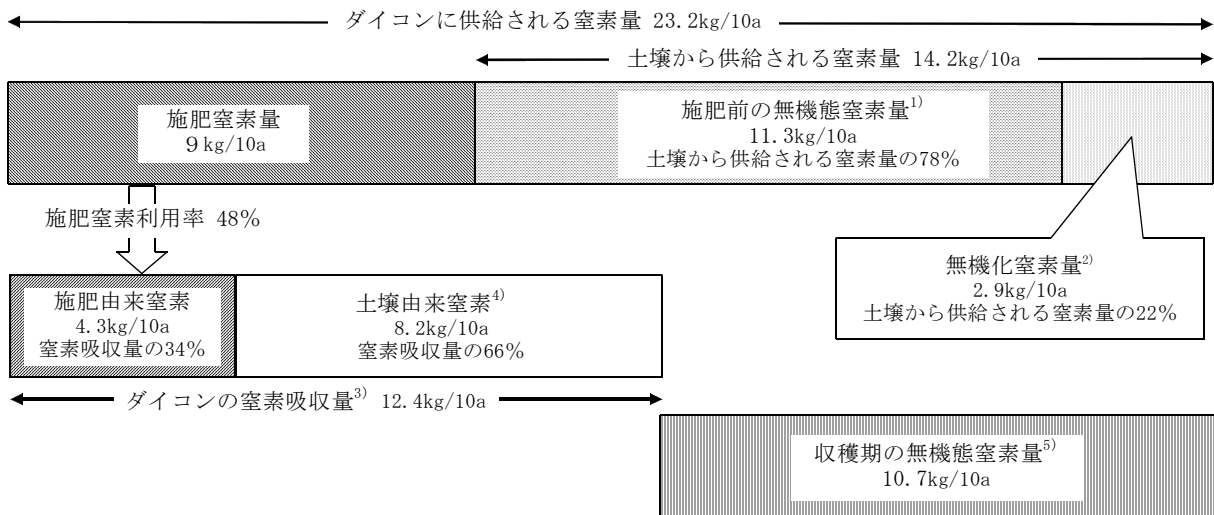 ダイコンに供給される窒素量 23.2kg/10a
土壌から供給される窒素量 14.2kg/10a
施肥窒素量
9kg/10a
施肥前の無機態窒素量1)
11.3kg/10a
土壌から供給される窒素量の78%
施肥窒素利用率 48%
無機化窒素量2)
2.9kg/10a
土壌から供給される窒素量の22%
施肥由来窒素
4.3kg/10a
窒素吸収量の34%
土壌由来窒素4)
8.2kg/10a
窒素吸収量の66%
ダイコンの窒素吸収量3) 12.4kg/10a
収穫期の無機態窒素量5)
10.7kg/10a